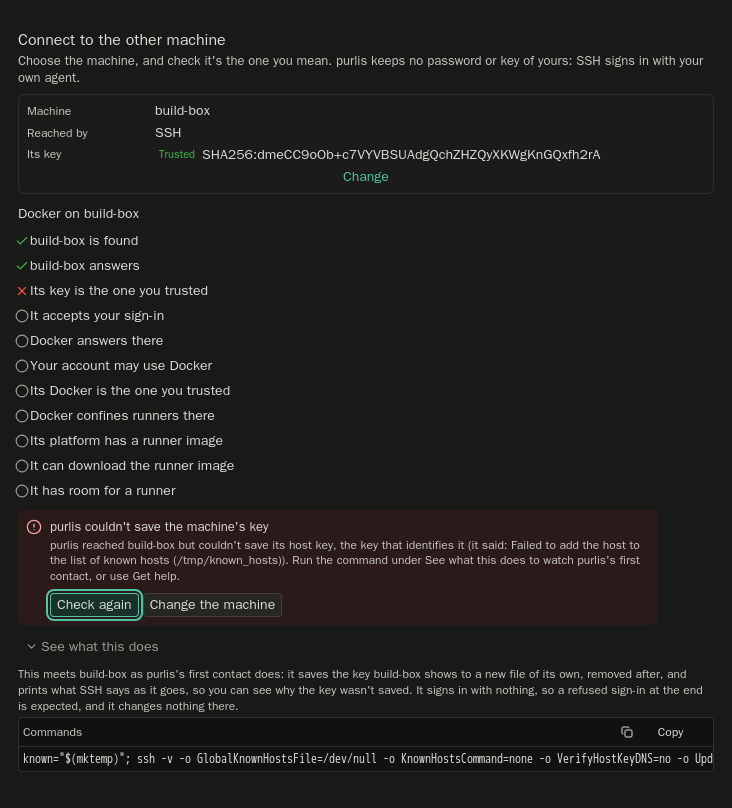 Connect to the other machine
Choose the machine, and check it's the one you mean. purlis keeps no password or key of yours: SSH signs in with your
own agent.
Machine build-box
Reached by SSH
Its key Trusted SHA256:dmeCC9oOb+c7VYVBSUAdgQchZHZQyXKWgKnGQxfh2rA
Change
Docker on build-box
build-box is found
build-box answers
Its key is the one you trusted
It accepts your sign-in
Docker answers there
Your account may use Docker
Its Docker is the one you trusted
Docker confines runners there
Its platform has a runner image
It can download the runner image
It has room for a runner
purlis couldn't save the machine's key
purlis reached build-box but couldn't save its host key, the key that identifies it (it said: Failed to add the host to
the list of known hosts (/tmp/known_hosts)). Run the command under See what this does to watch purlis's first
contact, or use Get help.
Check again Change the machine
See what this does
This meets build-box as purlis's first contact does: it saves the key build-box shows to a new file of its own, removed after, and
prints what SSH says as it goes, so you can see why the key wasn't saved. It signs in with nothing, so a refused sign-in at the end
is expected, and it changes nothing there.
Commands Copy
known="$(mktemp)"; ssh -v -o GlobalKnownHostsFile=/dev/null -o KnownHostsCommand=none -o VerifyHostKeyDNS=no -o Upd